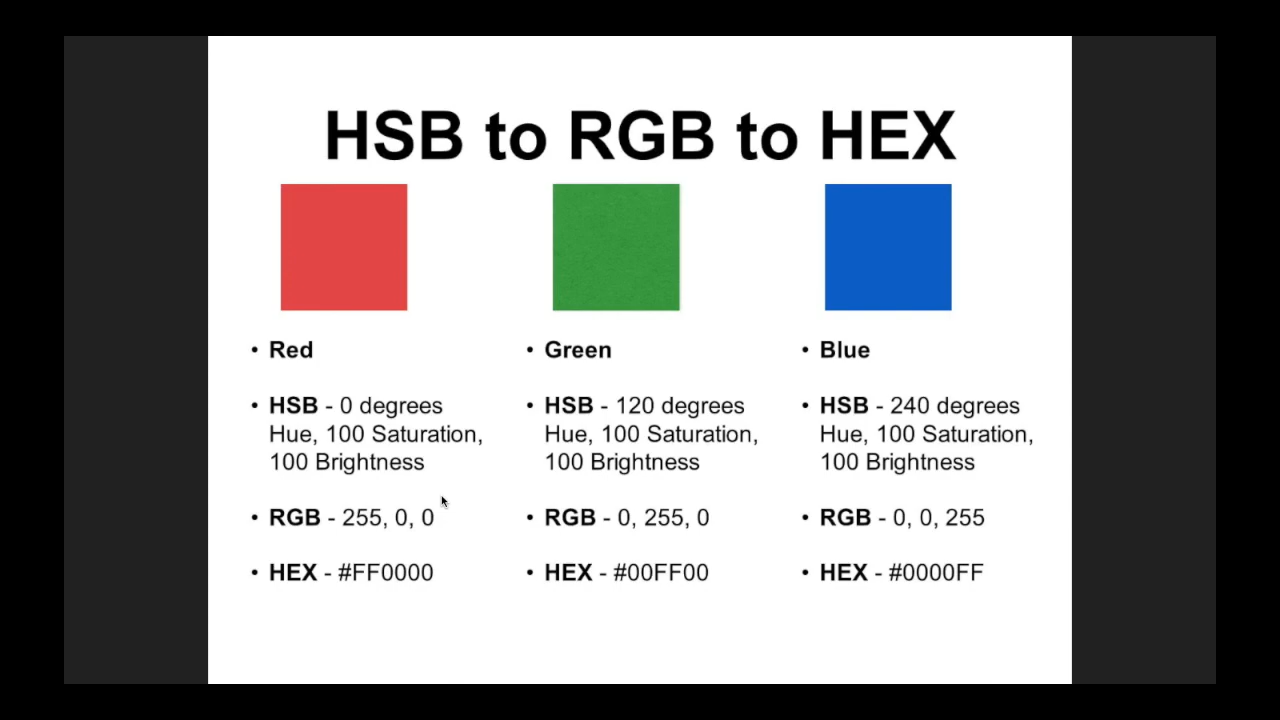 HSB to RGB to HEX
• Red
• HSB - 0 degrees
Hue, 100 Saturation,
100 Brightness
• RGB - 255, 0, 0
• HEX - #FF0000
• Green
• HSB - 120 degrees
Hue, 100 Saturation,
100 Brightness
• RGB - 0, 255, 0
• HEX - #00FF00
• Blue
• HSB - 240 degrees
Hue, 100 Saturation,
100 Brightness
• RGB - 0, 0, 255
• HEX - #0000FF